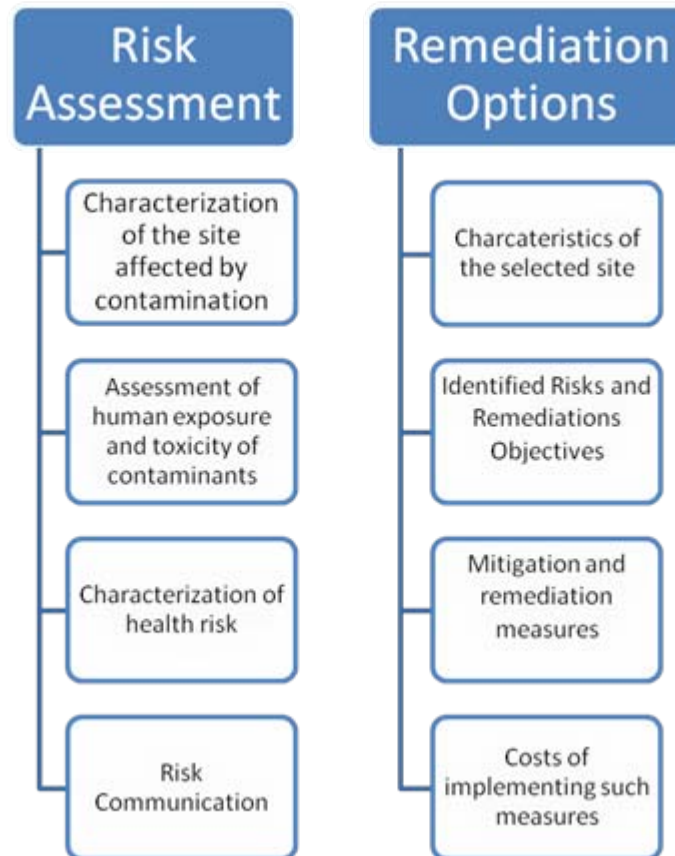 Risk
Assessment
Characterization
of the site
affected by
contamination
Assessment of
human exposure
and toxicity of
contaminants
Characterization of
health risk
Risk
Communication
Remediation
Options
Charcateristics of
the selected site
Identified Risks and
Remediations
Objectives
Mitigation and
remediation
measures
Costs of
implementing such
measures